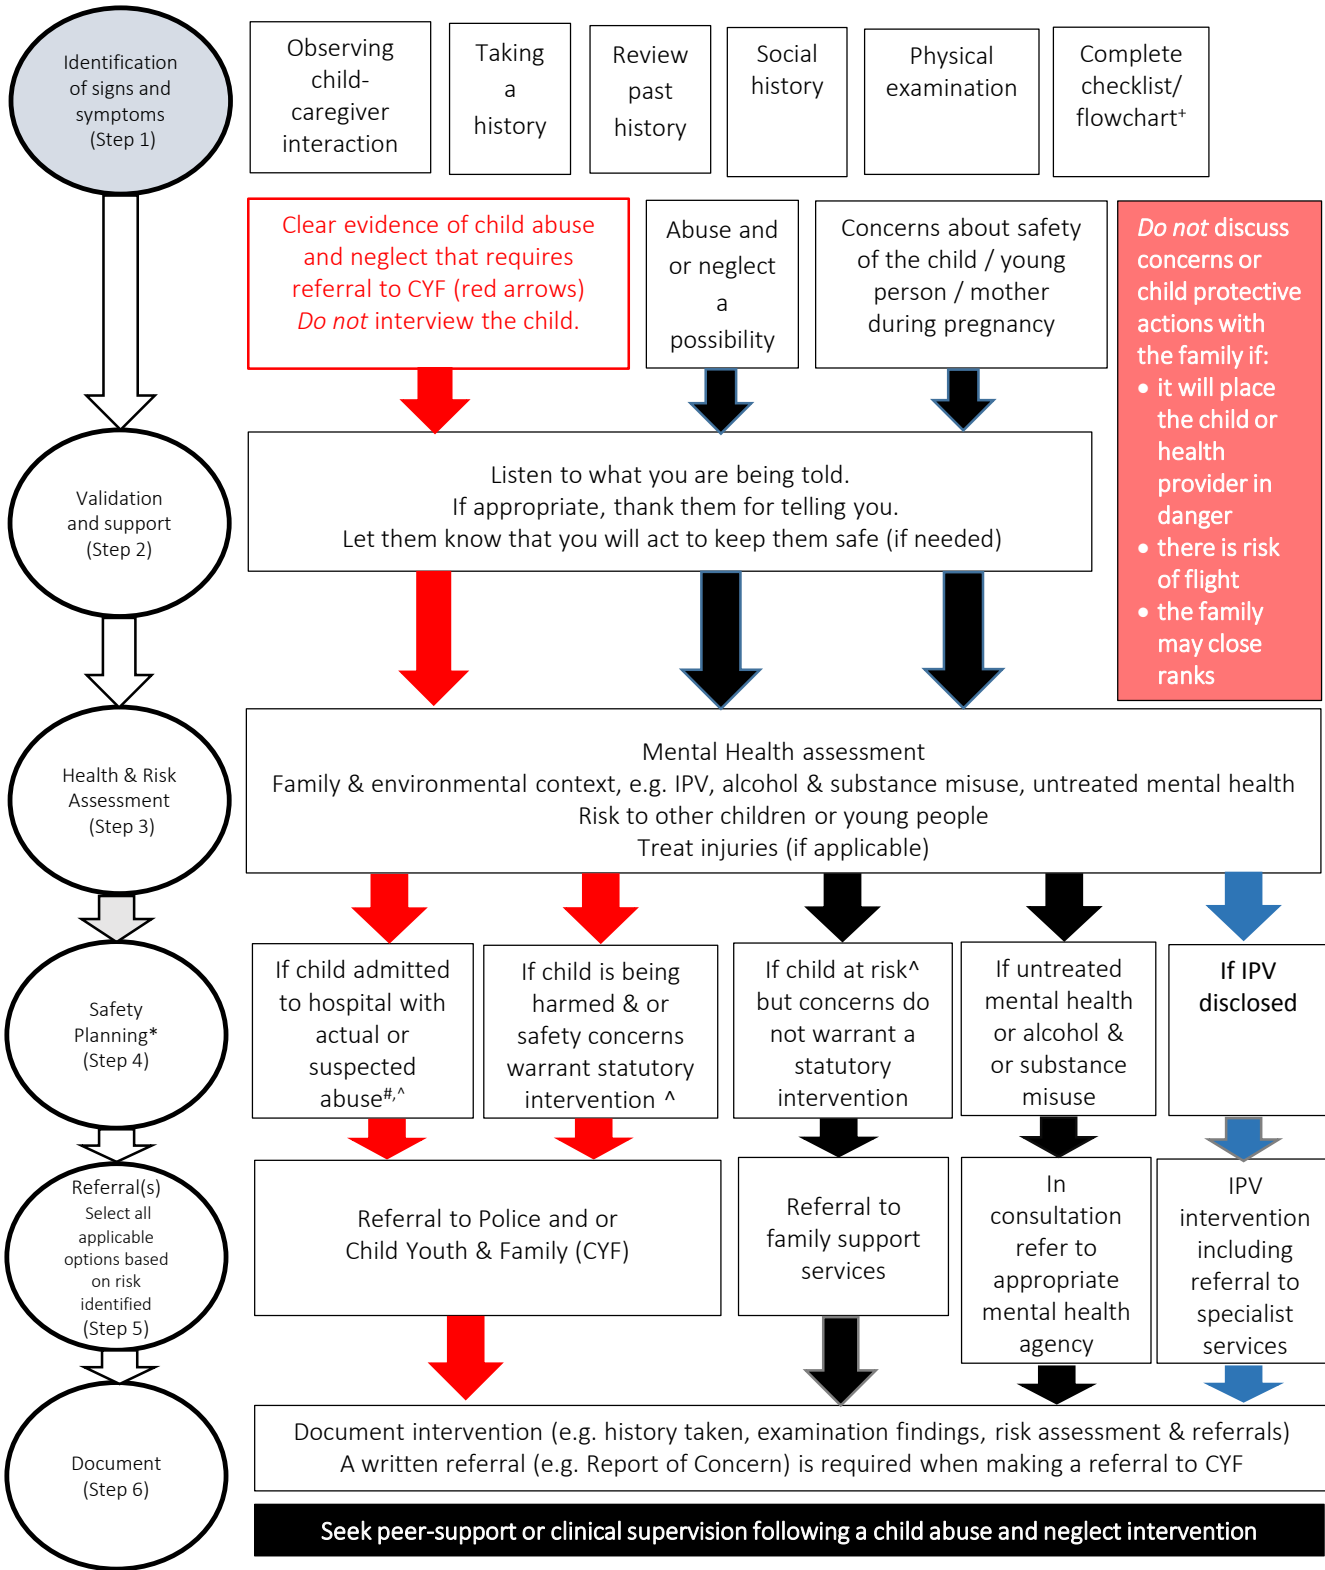 Identification
of signs and
symptoms
(Step 1)
Observing
child-
caregiver
interaction
Taking
a
history
Review
past
history
Social
history
Physical
examination
Complete
checklist/
flowchart⁺
Clear evidence of child abuse
and neglect that requires
referral to CYF (red arrows)
Do not interview the child.
Abuse and
or neglect
a
possibility
Concerns about safety
of the child / young
person / mother
during pregnancy
Do not discuss
concerns or
child protective
actions with
the family if:
• it will place
the child or
health
provider in
danger
• there is risk
of flight
• the family
may close
ranks
Validation
and support
(Step 2)
Listen to what you are being told.
If appropriate, thank them for telling you.
Let them know that you will act to keep them safe (if needed)
Health & Risk
Assessment
(Step 3)
Mental Health assessment
Family & environmental context, e.g. IPV, alcohol & substance misuse, untreated mental health
Risk to other children or young people
Treat injuries (if applicable)
Safety
Planning*
(Step 4)
If child admitted
to hospital with
actual or
suspected
abuse#,^
If child is being
harmed & or
safety concerns
warrant statutory
intervention ^
If child at risk^
but concerns do
not warrant a
statutory
intervention
If untreated
mental health
or alcohol &
or substance
misuse
If IPV
disclosed
Referral(s)
Select all
applicable
options based
on risk
identified
(Step 5)
Referral to Police and or
Child Youth & Family (CYF)
Referral to
family support
services
In
consultation
refer to
appropriate
mental health
agency
IPV
intervention
including
referral to
specialist
services
Document
(Step 6)
Document intervention (e.g. history taken, examination findings, risk assessment & referrals)
A written referral (e.g. Report of Concern) is required when making a referral to CYF
Seek peer-support or clinical supervision following a child abuse and neglect intervention